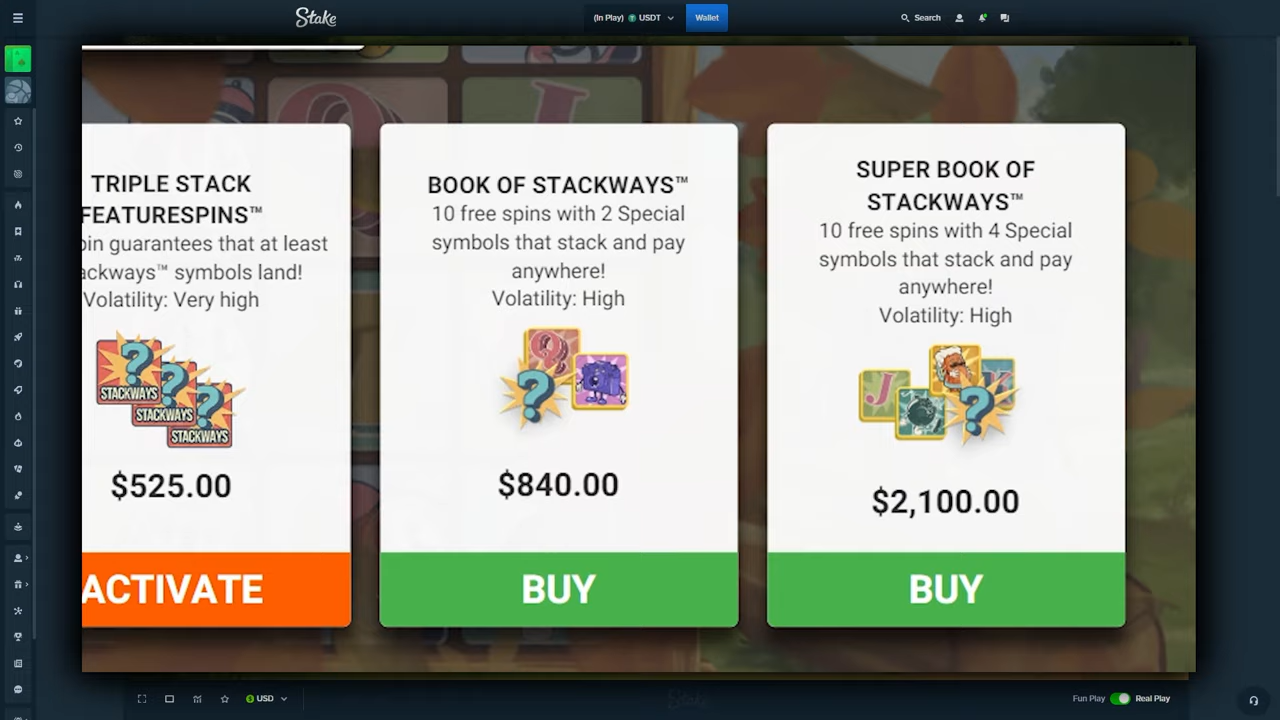 Stake
(In Play) USDT
Wallet
Search
TRIPLE STACK
FEATURESPINS™
guarantees that at least
symbols land!
Volatility: Very high
STACKWAYS
STACKWAYS
STACKWAYS
$525.00
ACTIVATE
BOOK OF STACKWAYS™
10 free spins with 2 Special
symbols that stack and pay
anywhere!
Volatility: High
Q
$840.00
BUY
SUPER BOOK OF
STACKWAYS™
10 free spins with 4 Special
symbols that stack and pay
anywhere!
Volatility: High
J
$2,100.00
BUY
USD
Stake
Fun Play
Real Play